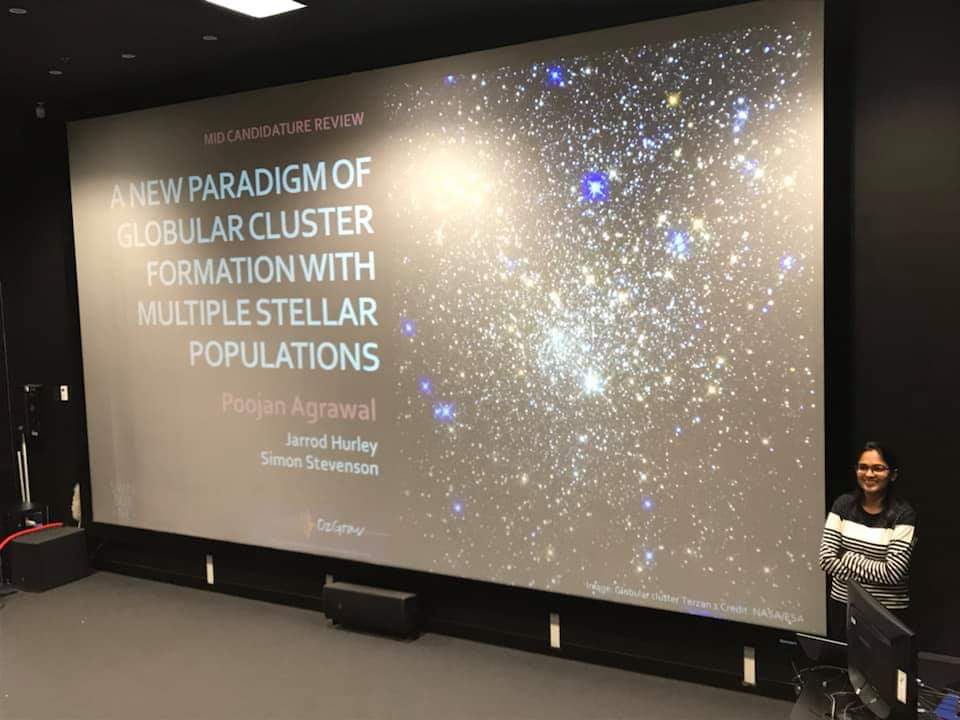 MID CANDIDATURE REVIEW
A NEW PARADIGM OF
GLOBULAR CLUSTER
FORMATION WITH
MULTIPLE STELLAR
POPULATIONS
Poojan Agrawal
Jarrod Hurley
Simon Stevenson
OzGrav
Image: Globular cluster Terzan 1 Credit: NASA/ESA